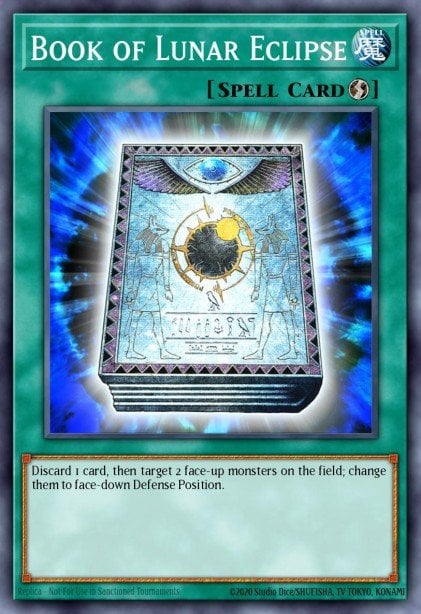 Book of Lunar Eclipse
SPELL
魔
[Spell Card]
Discard 1 card, then target 2 face-up monsters on the field; change
them to face-down Defense Position.
Replica - Not For Use in Sanctioned Tournaments
©2020 Studio Dice/SHUEISHA, TV TOKYO, KONAMI